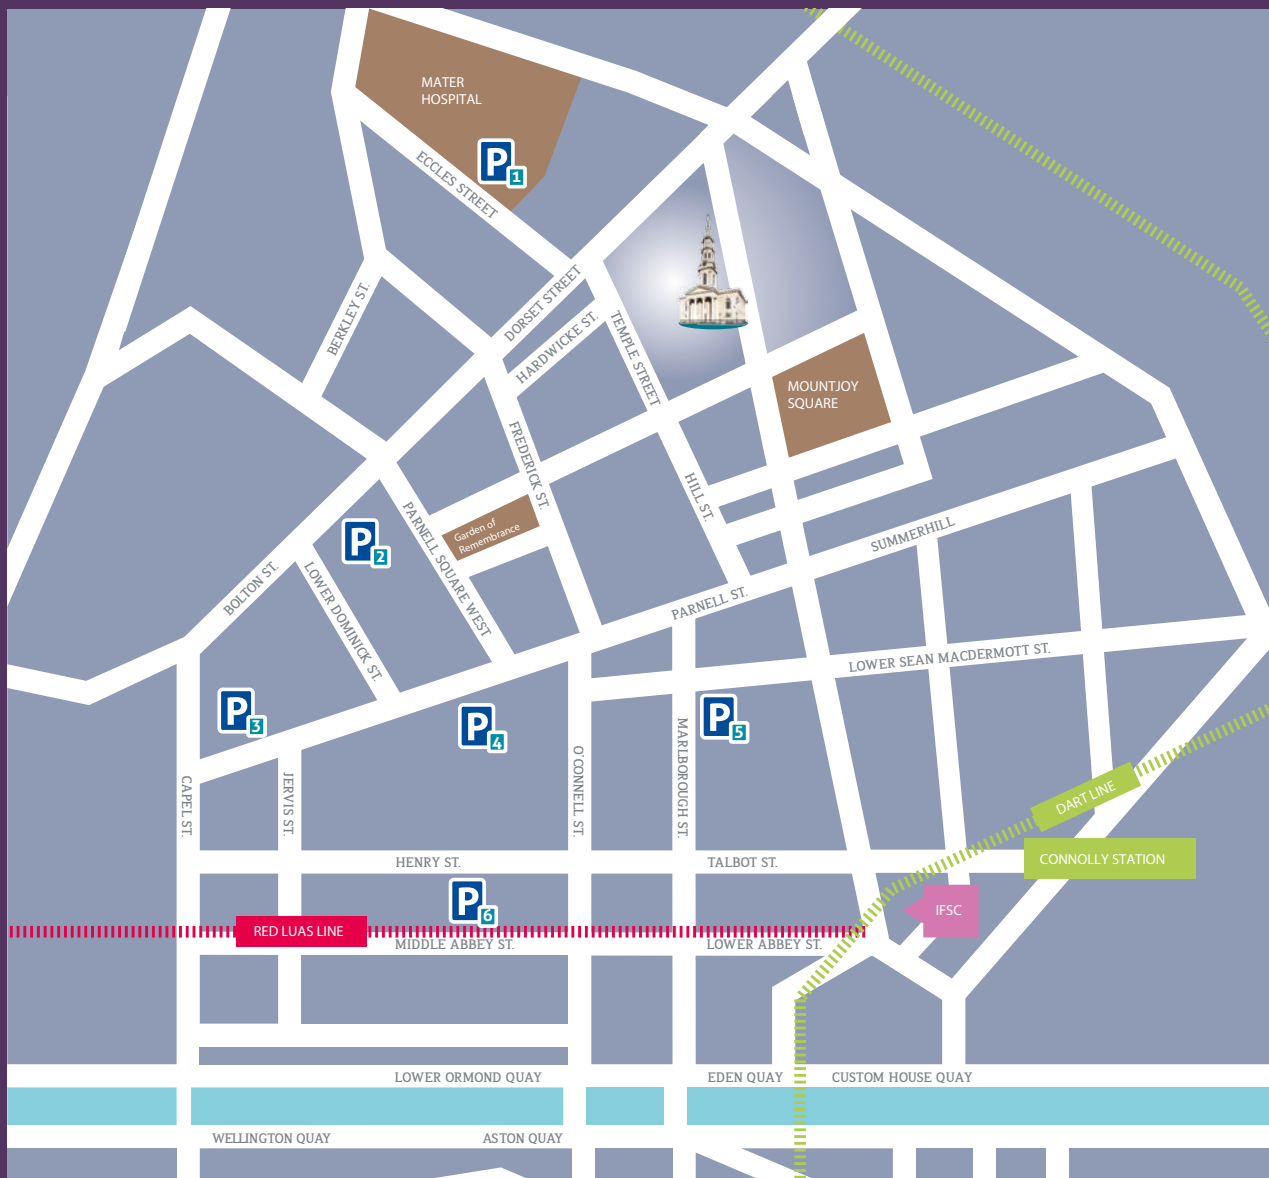 MATER
HOSPITAL
P
1
ECCLES STREET
BERKLEY ST.
DORSET STREET
HARDWICKE ST.
TEMPLE STREET
MOUNTJOY
SQUARE
FREDERICK ST.
HILL ST.
PARNELL SQUARE WEST
Garden of
Remembrance
P
2
SUMMERHILL
BOLTON ST.
LOWER DOMINICK ST.
PARNELL ST.
LOWER SEAN MACDERMOTT ST.
P
3
P
4
P
5
CAPEL ST.
JERVIS ST.
O'CONNELL ST.
MARLBOROUGH ST.
DART LINE
HENRY ST.
TALBOT ST.
CONNOLLY STATION
P
6
IFSC
RED LUAS LINE
MIDDLE ABBEY ST.
LOWER ABBEY ST.
LOWER ORMOND QUAY
EDEN QUAY
CUSTOM HOUSE QUAY
WELLINGTON QUAY
ASTON QUAY